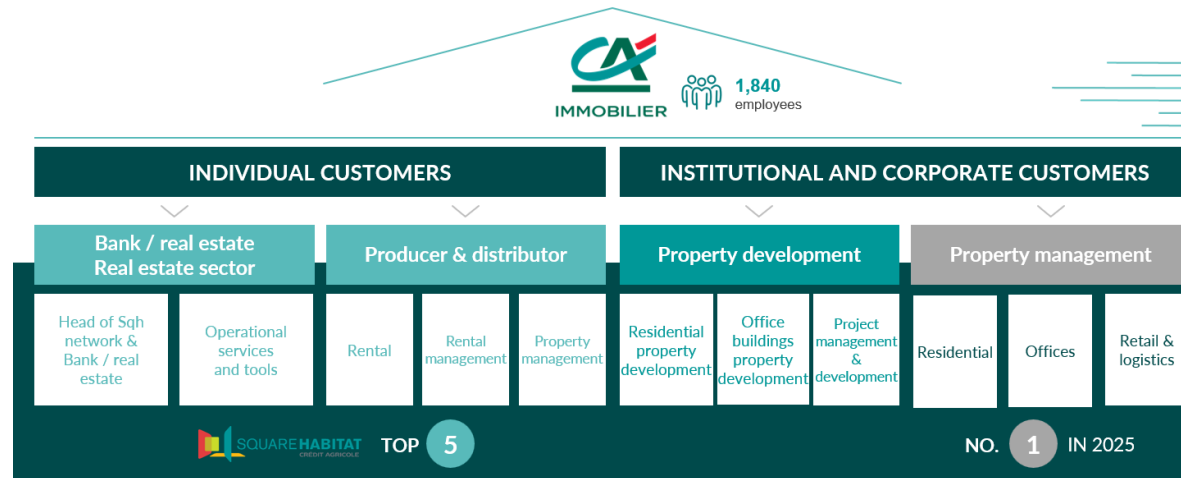 CA
IMMOBILIER
1,840
employees
INDIVIDUAL CUSTOMERS
INSTITUTIONAL AND CORPORATE CUSTOMERS
Bank / real estate
Real estate sector
Producer & distributor
Property development
Property management
Head of Sqh
network &
Bank / real
estate
Operational
services
and tools
Rental
Rental
management
Property
management
Residential
property
development
Office
buildings
property
development
Project
management
&
development
Residential
Offices
Retail &
logistics
SQUARE HABITAT
CRÉDIT AGRICOLE
TOP 5
NO. 1 IN 2025